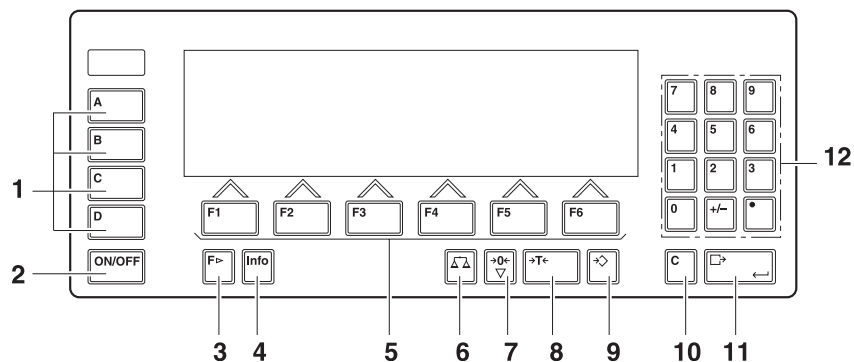 A
B
C
D
ON/OFF
F1 F2 F3 F4 F5 F6
F▻ Info →0← →T←
7 8 9
4 5 6
1 2 3
0 +/– •
C
1
2
3 4 5 6 7 8 9 10 11
12